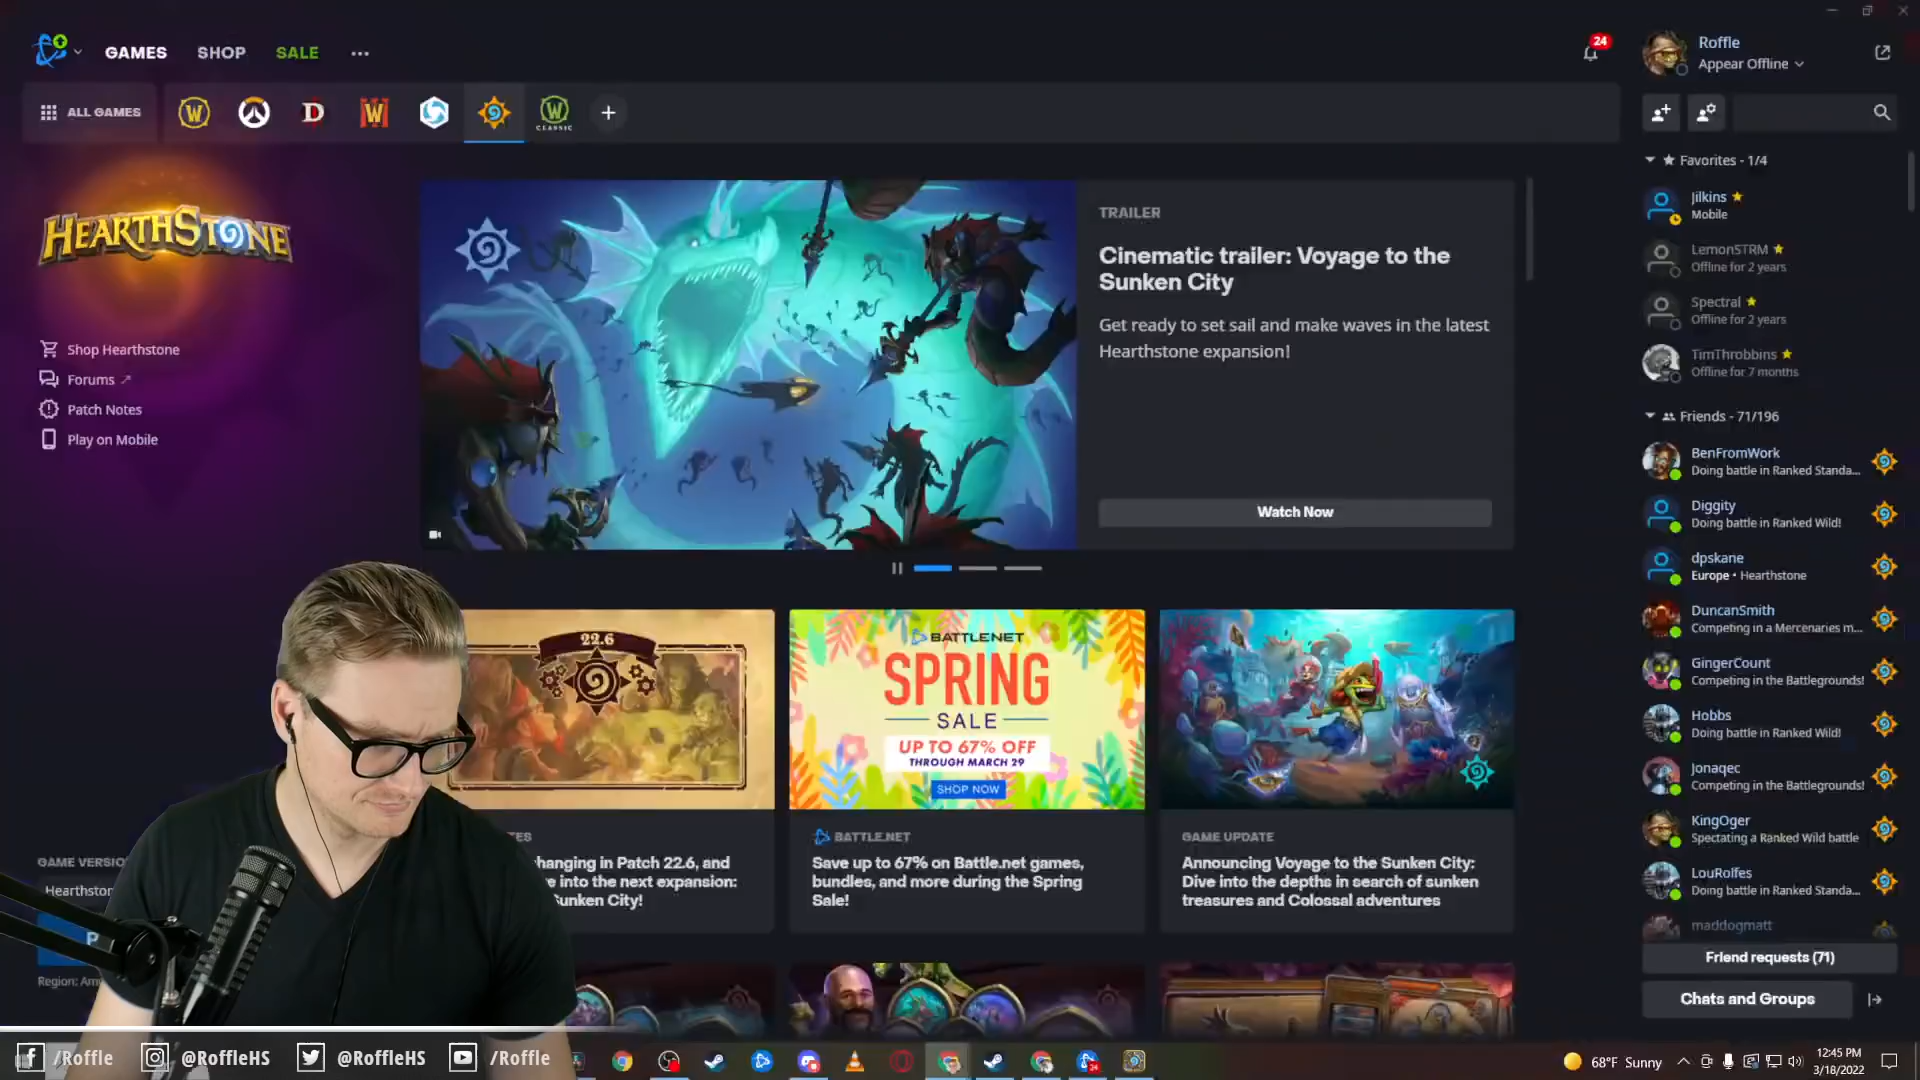 GAMES
SHOP
SALE
24
Roffle
Appear Offline
ALL GAMES
CLASSIC
HEARTHSTONE
Shop Hearthstone
Forums
Patch Notes
Play on Mobile
TRAILER
Cinematic trailer: Voyage to the
Sunken City
Get ready to set sail and make waves in the latest
Hearthstone expansion!
Watch Now
Favorites - 1/4
Jilkins
Mobile
LemonSTRM
Offline for 2 years
Spectral
Offline for 2 years
TimThrobbins
Offline for 7 months
Friends - 71/196
BenFromWork
Doing battle in Ranked Standa...
Diggity
Doing battle in Ranked Wild!
dpskane
Europe • Hearthstone
DuncanSmith
Competing in a Mercenaries m...
GingerCount
Competing in the Battlegrounds!
Hobbs
Doing battle in Ranked Wild!
Jonaqec
Competing in the Battlegrounds!
KingOger
Spectating a Ranked Wild battle
LouRolfes
Doing battle in Ranked Standa...
maddogmatt
Friend requests (71)
Chats and Groups
22.6
BATTLE.NET
SPRING
SALE
UP TO 67% OFF
THROUGH MARCH 29
SHOP NOW
TES
hanging in Patch 22.6, and
e into the next expansion:
unken City!
BATTLE.NET
Save up to 67% on Battle.net games,
bundles, and more during the Spring
Sale!
GAME UPDATE
Announcing Voyage to the Sunken City:
Dive into the depths in search of sunken
treasures and Colossal adventures
GAME VERSIO
Hearthstor
P
Region: Am
/Roffle
@RoffleHS
@RoffleHS
/Roffle
68°F Sunny
12:45 PM
3/18/2022